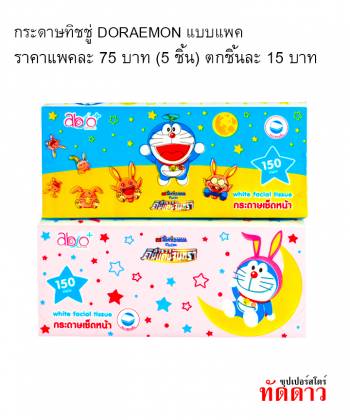 กระดาษทิชชู่ DORAEMON แบบแพค
ราคาแพคละ 75 บาท (5 ชิ้น) ตกชิ้นละ 15 บาท
150
white facial tissue
กระดาษเช็ดหน้า
150
white facial tissue
กระดาษเช็ดหน้า
ซุปเปอร์สโตร์
ทัดดาว